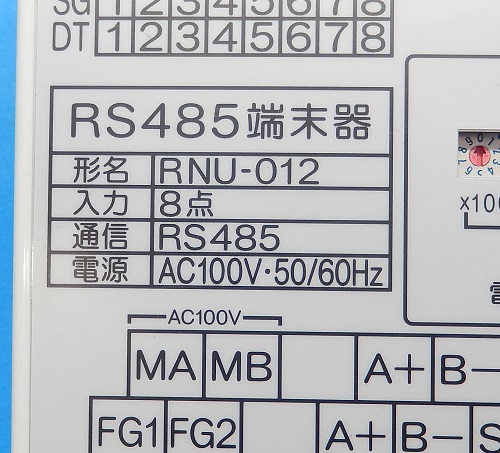 SG 1 2 3 4 5 6 7 8
DT 1 2 3 4 5 6 7 8
RS485端末器
形名 RNU-012
入力 8点
通信 RS485
電源 AC100V·50/60Hz
x10
AC100V
MA MB A+ B-
FG1 FG2 A+ B- S